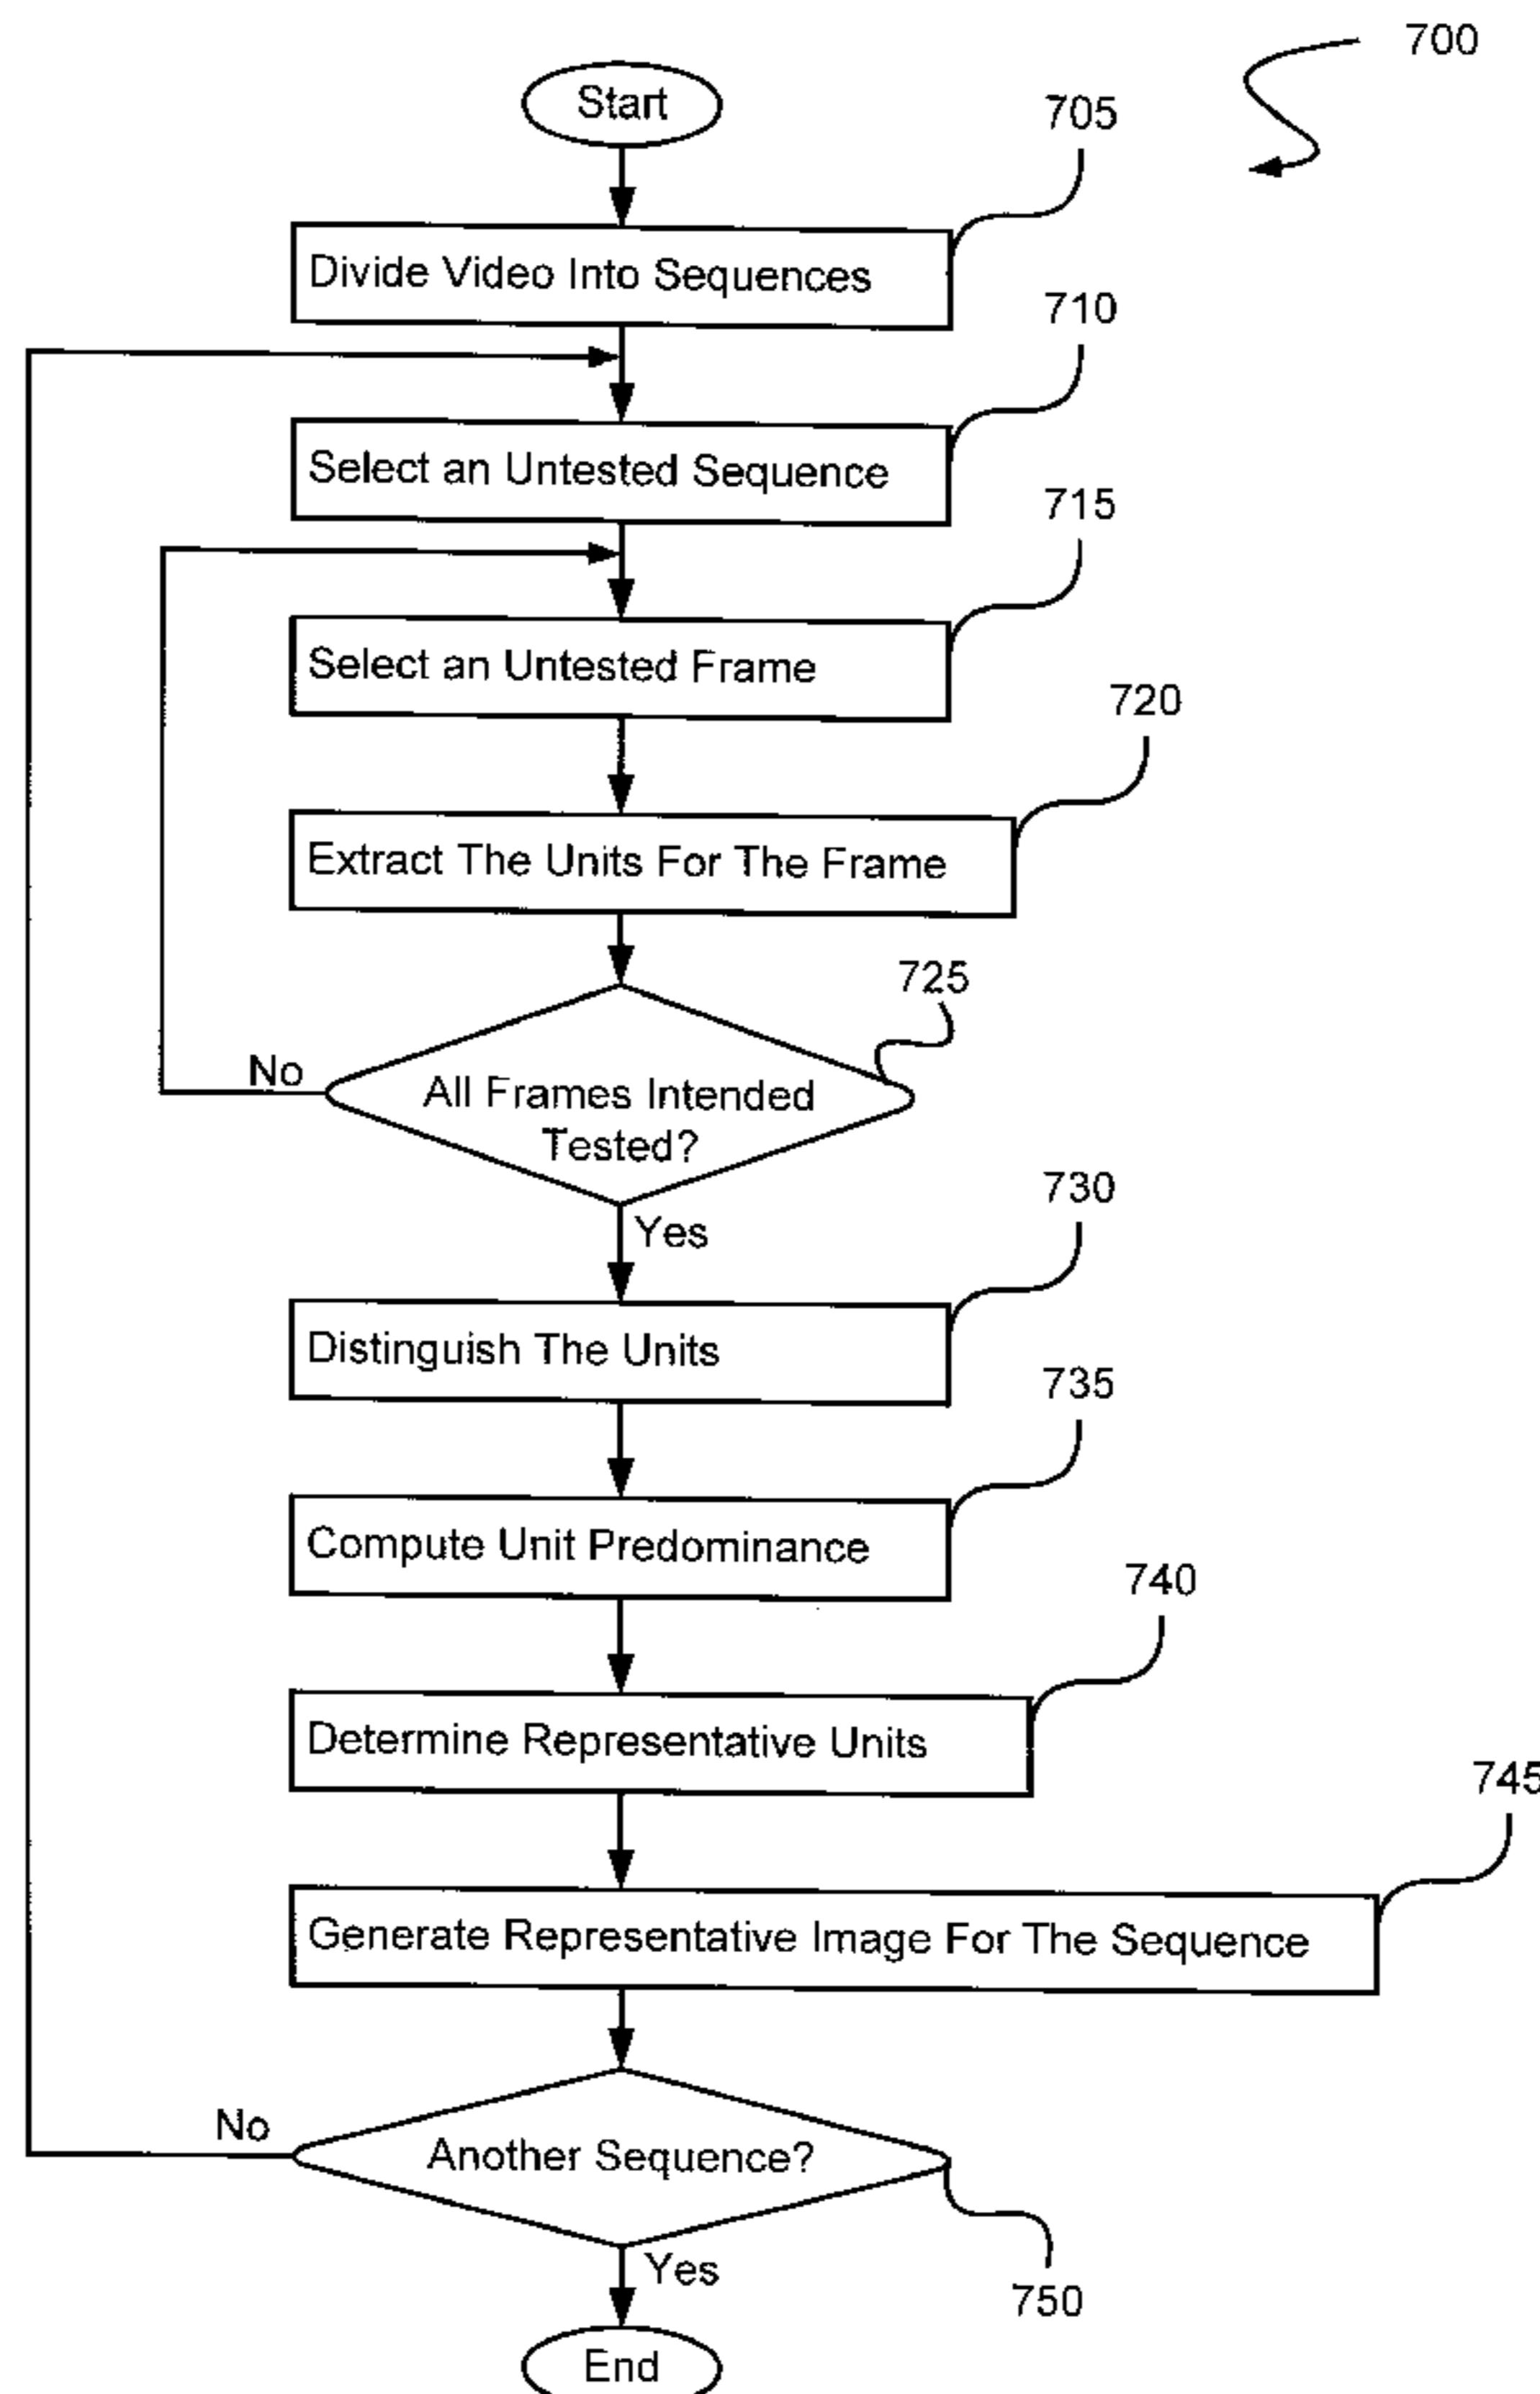 700
Start
705
Divide Video Into Sequences
710
Select an Untested Sequence
715
Select an Untested Frame
720
Extract The Units For The Frame
725
No
All Frames Intended
Tested?
Yes
730
Distinguish The Units
735
Compute Unit Predominance
740
Determine Representative Units
745
Generate Representative Image For The Sequence
No
Another Sequence?
Yes
750
End